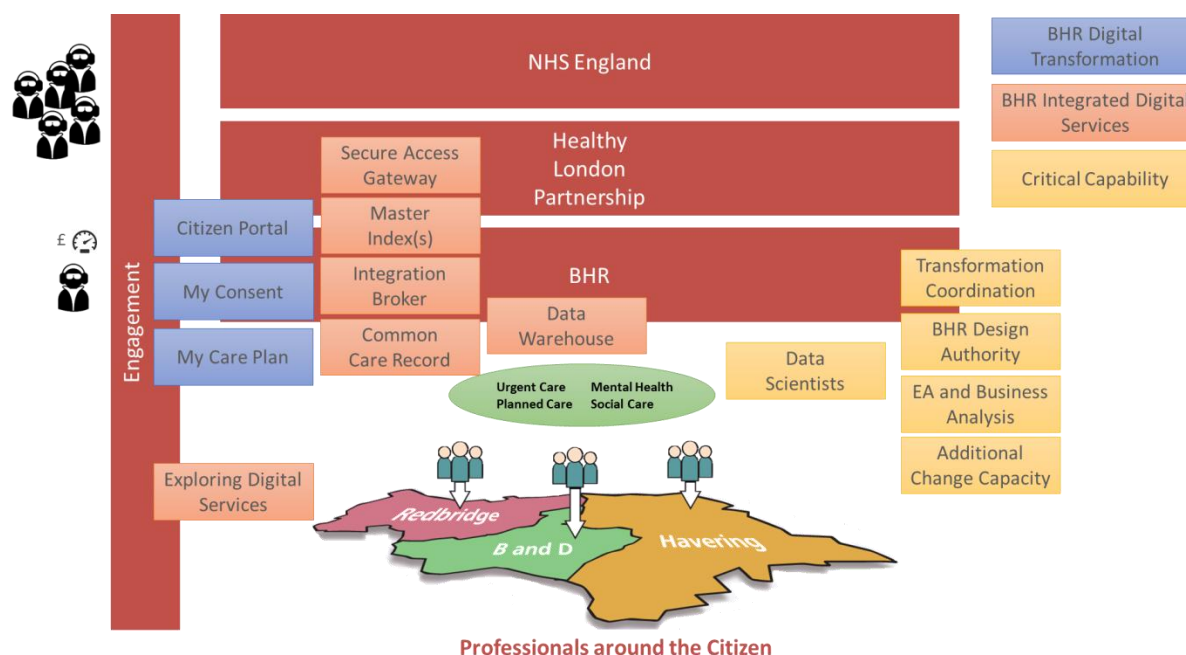 NHS England
BHR Digital
Transformation
BHR Integrated Digital
Services
Critical Capability
Healthy
London
Partnership
Secure Access
Gateway
Master
Index(s)
Integration
Broker
Common
Care Record
Citizen Portal
My Consent
My Care Plan
£
Engagement
BHR
Data
Warehouse
Transformation
Coordination
BHR Design
Authority
EA and Business
Analysis
Additional
Change Capacity
Data
Scientists
Urgent Care Mental Health
Planned Care Social Care
Exploring Digital
Services
Redbridge
B and D
Havering
Professionals around the Citizen